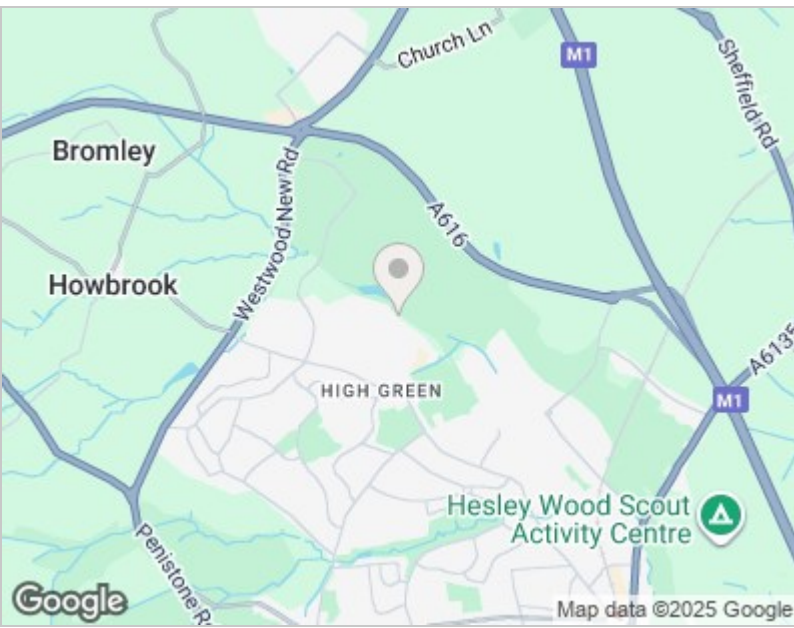 Church Ln
M1
Sheffield Rd
Bromley
Westwood New Rd
A616
Howbrook
A6135
HIGH GREEN
M1
Hesley Wood Scout
Activity Centre
Penistone R
Google
Map data ©2025 Google